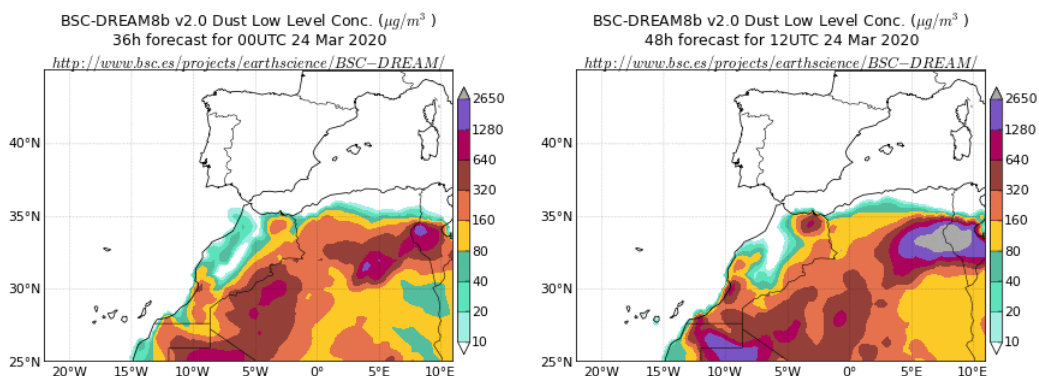 BSC-DREAM8b v2.0 Dust Low Level Conc. (μg/m³ )
36h forecast for 00UTC 24 Mar 2020
http://www.bsc.es/projects/earthscience/BSC−DREAM/
40°N
35°N
30°N
25°N
20°W
15°W
10°W
5°W
0°
5°E
10°E
2650
1280
640
320
160
80
40
20
10
BSC-DREAM8b v2.0 Dust Low Level Conc. (μg/m³ )
48h forecast for 12UTC 24 Mar 2020
http://www.bsc.es/projects/earthscience/BSC−DREAM/
40°N
35°N
30°N
25°N
20°W
15°W
10°W
5°W
0°
5°E
10°E
2650
1280
640
320
160
80
40
20
10